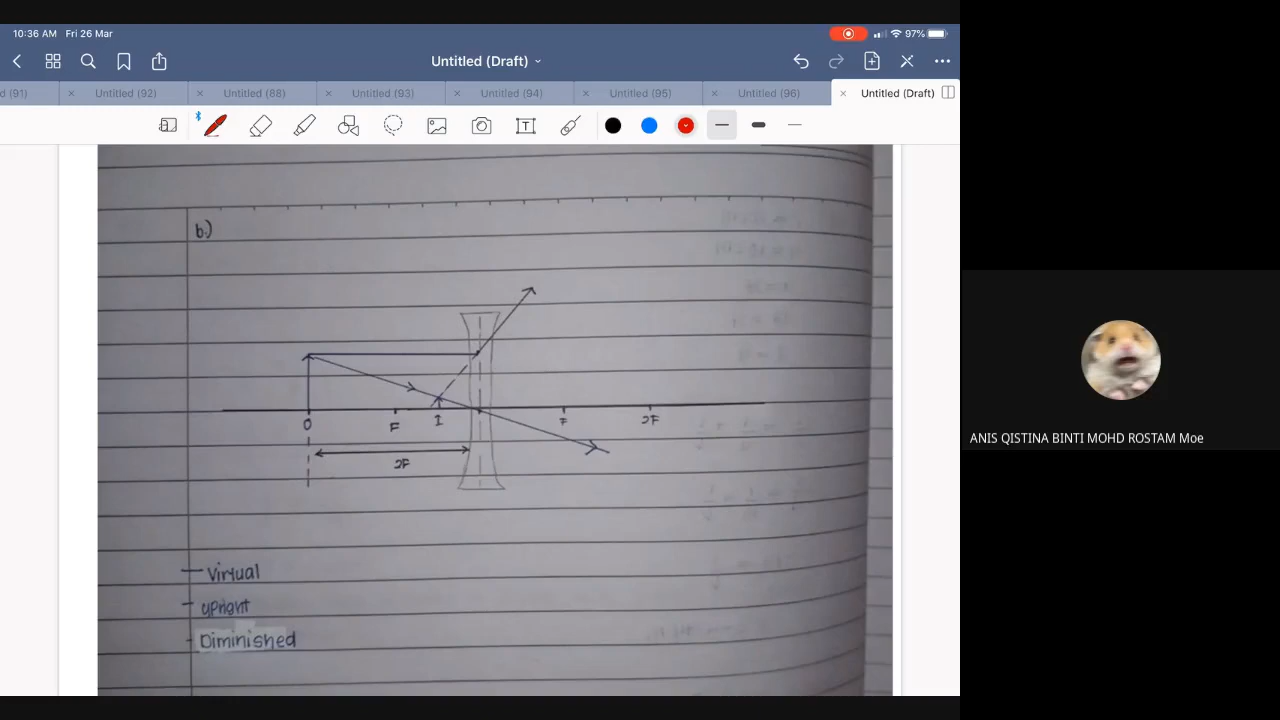 10:36 AM Fri 26 Mar
97%
Untitled (Draft)
d (91)
Untitled (92)
Untitled (88)
Untitled (93)
Untitled (94)
Untitled (95)
Untitled (96)
Untitled (Draft)
T
b.)
O
F
I
F
2F
2F
- Virtual
- upright
- Diminished
ANIS QISTINA BINTI MOHD ROSTAM Moe